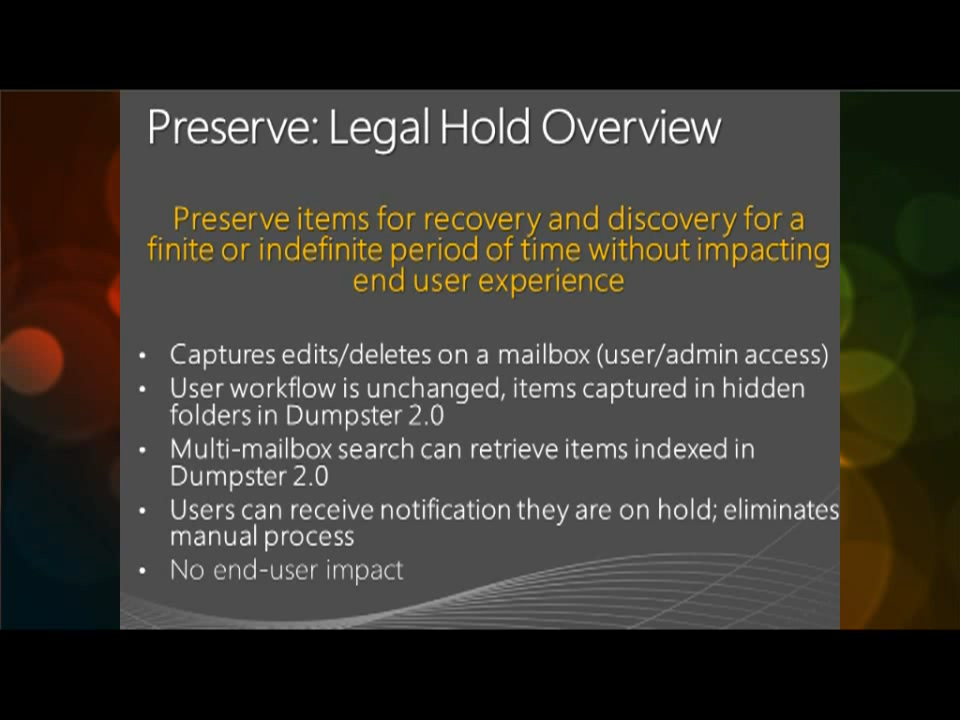 Preserve: Legal Hold Overview
Preserve items for recovery and discovery for a
finite or indefinite period of time without impacting
end user experience
• Captures edits/deletes on a mailbox (user/admin access)
• User workflow is unchanged, items captured in hidden
folders in Dumpster 2.0
• Multi-mailbox search can retrieve items indexed in
Dumpster 2.0
• Users can receive notification they are on hold; eliminates
manual process
• No end-user impact